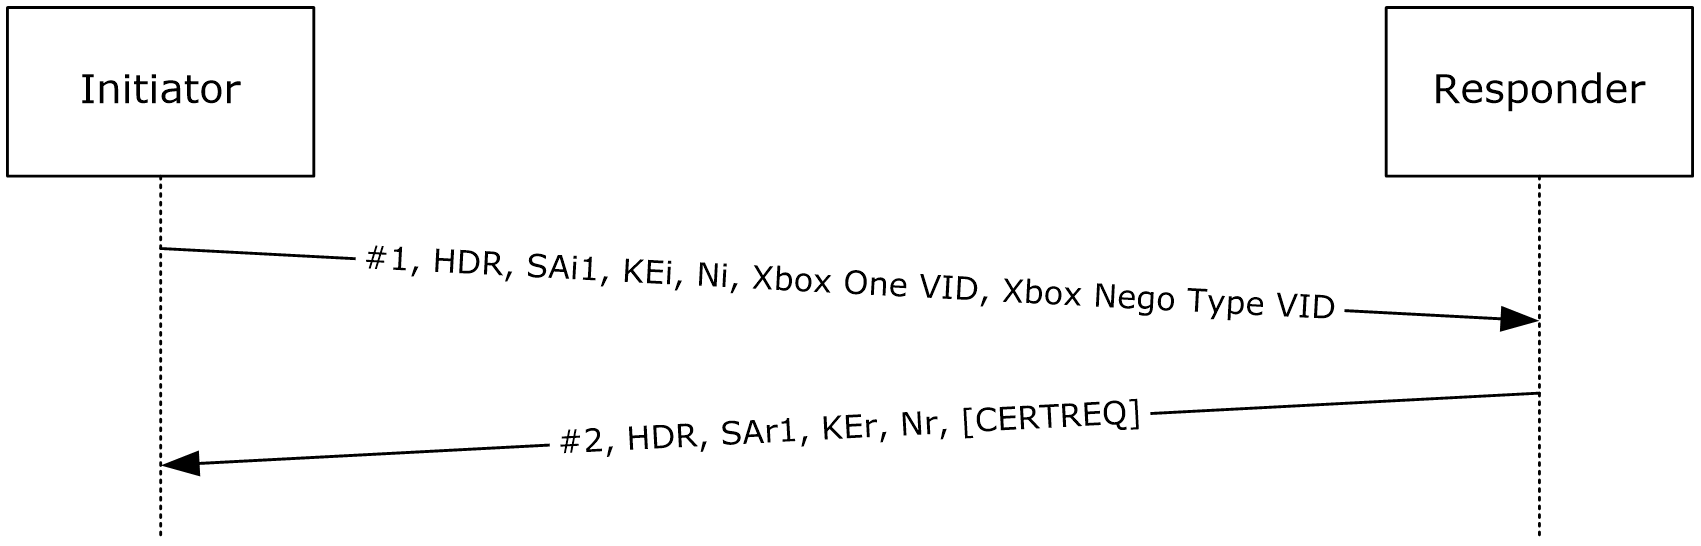 Initiator
Responder
#1, HDR, SAi1, KEi, Ni, Xbox One VID, Xbox Nego Type VID
#2, HDR, SAr1, KEr, Nr, [CERTREQ]